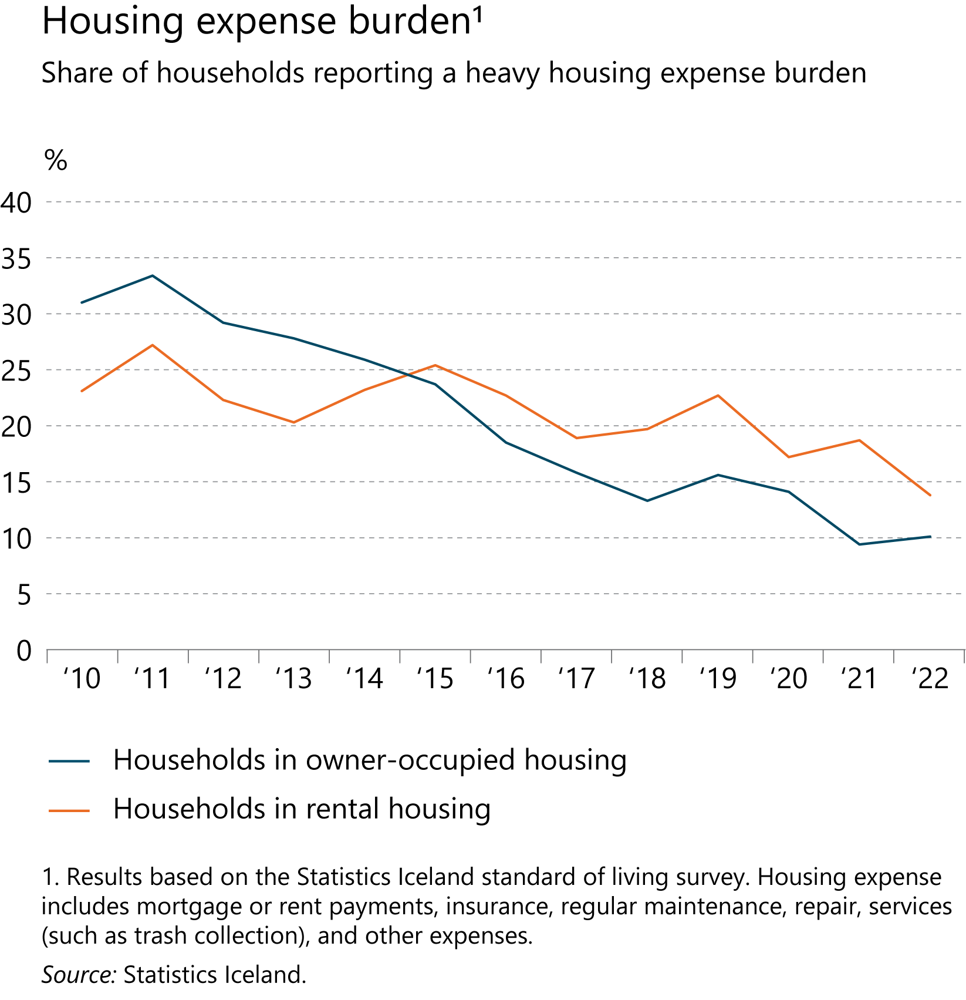 Housing expense burden¹
Share of households reporting a heavy housing expense burden
%
40
35
30
25
20
15
10
5
0
‘10 ‘11 ‘12 ‘13 ‘14 ‘15 ‘16 ‘17 ‘18 ‘19 ‘20 ‘21 ‘22
Households in owner-occupied housing
Households in rental housing
1. Results based on the Statistics Iceland standard of living survey. Housing expense
includes mortgage or rent payments, insurance, regular maintenance, repair, services
(such as trash collection), and other expenses.
Source: Statistics Iceland.